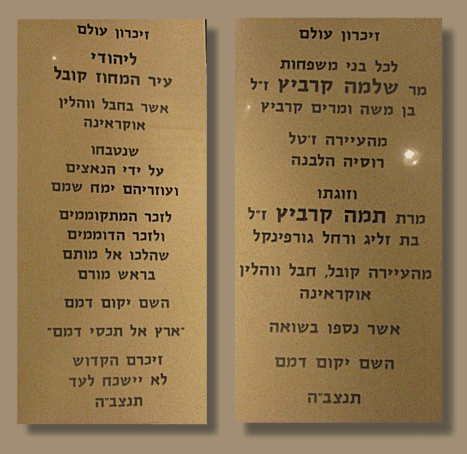 זיכרון עולם
לכל בני משפחות
מר שלמה קרביץ ז״ל
בן משה ומרים קרביץ
מהעיירה ז׳טל
רוסיה הלבנה
וזוגתו
מרת תמה קרביץ ז״ל
בת זליג ורחל גורפינקל
מהעיירה קובל, חבל ווהלין
אוקראינה
אשר נספו בשואה
השם יקום דמם
תנצב״ה
זיכרון עולם
ליהודי
עיר המחוז קובל
אשר בחבל ווהלין
אוקראינה
שנטבחו
על ידי הנאצים
ועוזריהם ימח שמם
לזכר המתקוממים
ולזכר הדוממים
שהלכו אל מותם
בראש מורם
השם יקום דמם
״ארץ אל תכסי דמם״
זיכרם הקדוש
לא יישכח לעד
תנצב״ה